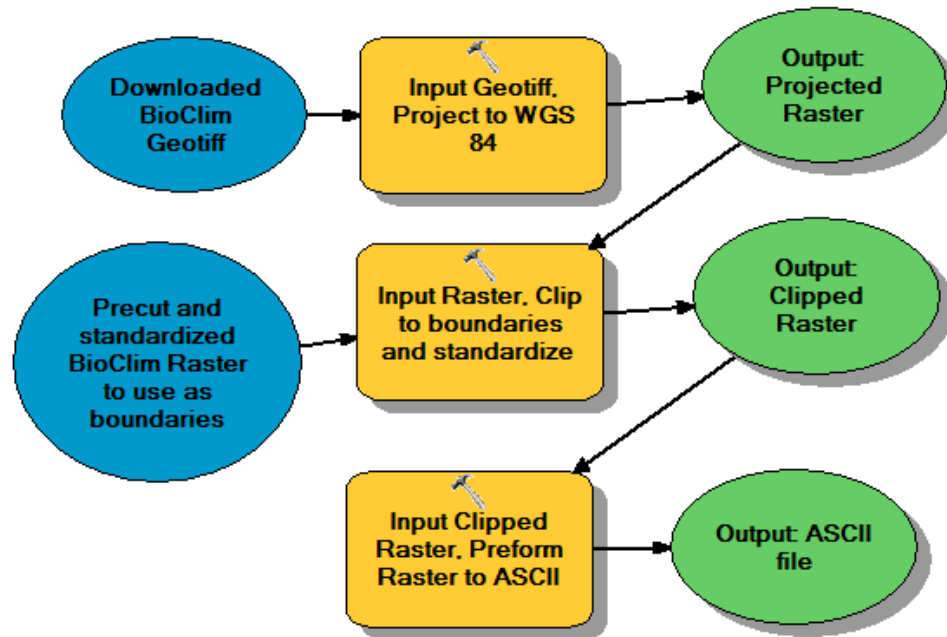 Downloaded
BioClim
Geotiff
Input Geotiff,
Project to WGS
84
Output:
Projected
Raster
Precut and
standardized
BioClim Raster
to use as
boundaries
Input Raster, Clip
to boundaries
and standardize
Output:
Clipped
Raster
Input Clipped
Raster, Preform
Raster to ASCII
Output: ASCII
file